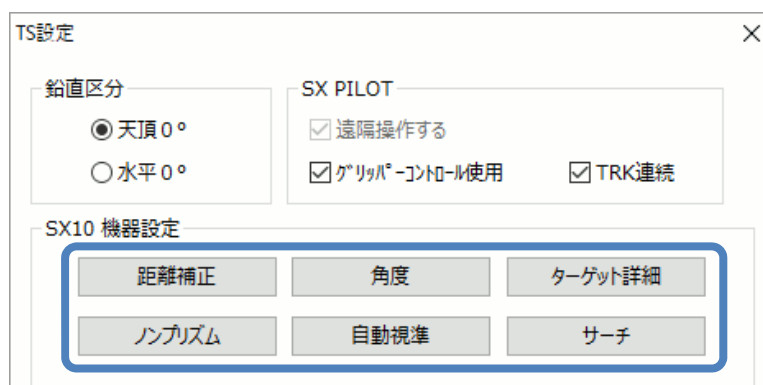 TS設定
鉛直区分
天頂0°
水平0°
SX PILOT
遠隔操作する
グリッパーコントロール使用 TRK連続
SX10 機器設定
距離補正 角度 ターゲット詳細
ノンプリズム 自動視準 サーチ